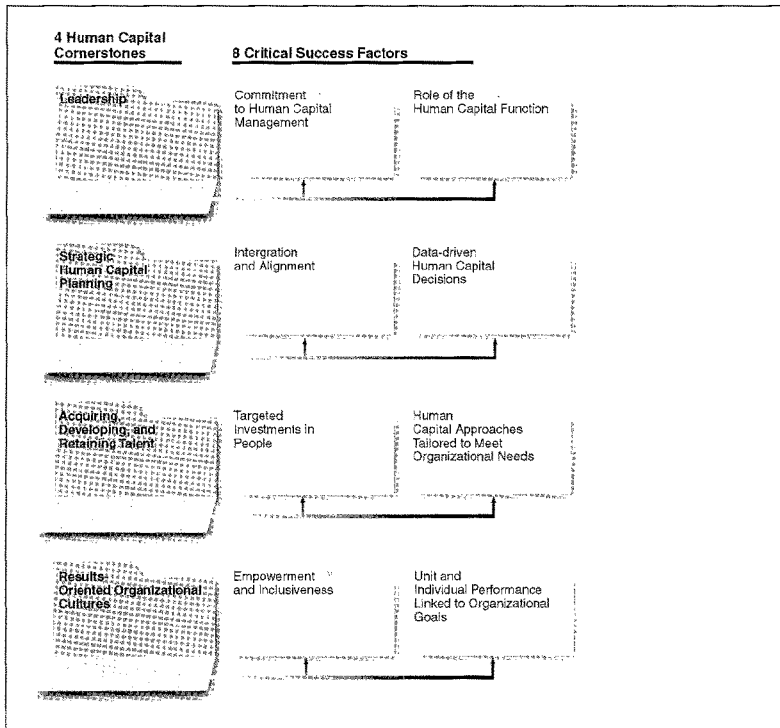 4 Human Capital
Cornerstones
8 Critical Success Factors
Leadership
Commitment
to Human Capital
Management
Role of the
Human Capital Function
Strategic
Human Capital
Planning
Intergration
and Alignment
Data-driven
Human Capital
Decisions
Acquiring,
Developing, and
Retaining Talent
Targeted
Investments in
People
Human
Capital Approaches
Tailored to Meet
Organizational Needs
Results-
Oriented Organizational
Cultures
Empowerment
and Inclusiveness
Unit and
Individual Performance
Linked to Organizational
Goals